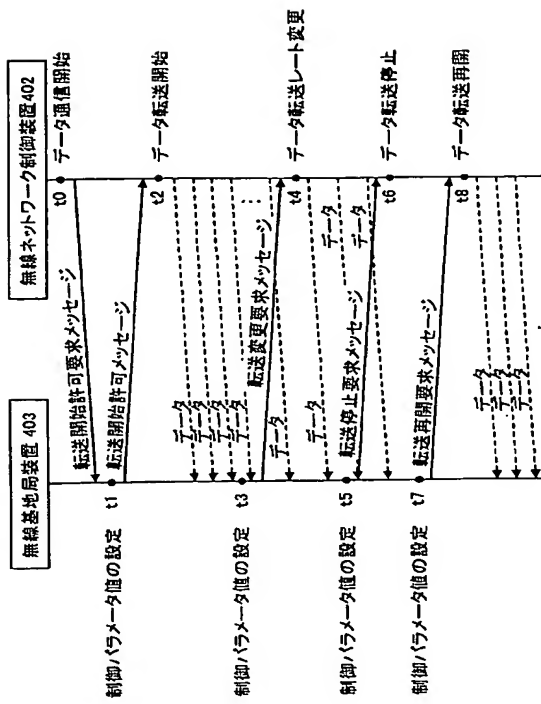 無線基地局装置 403
無線ネットワーク制御装置402
t0
データ通信開始
転送開始許可要求メッセージ
制御パラメータ値の設定
t1
転送開始許可メッセージ
t2
データ転送開始
データ
データ
データ
データ
制御パラメータ値の設定
t3
転送変更要求メッセージ
データ
t4
データ転送レート変更
データ
データ
データ
制御パラメータ値の設定
t5
転送停止要求メッセージ
t6
データ転送停止
制御パラメータ値の設定
t7
転送再開要求メッセージ
t8
データ転送再開
データ
データ
データ